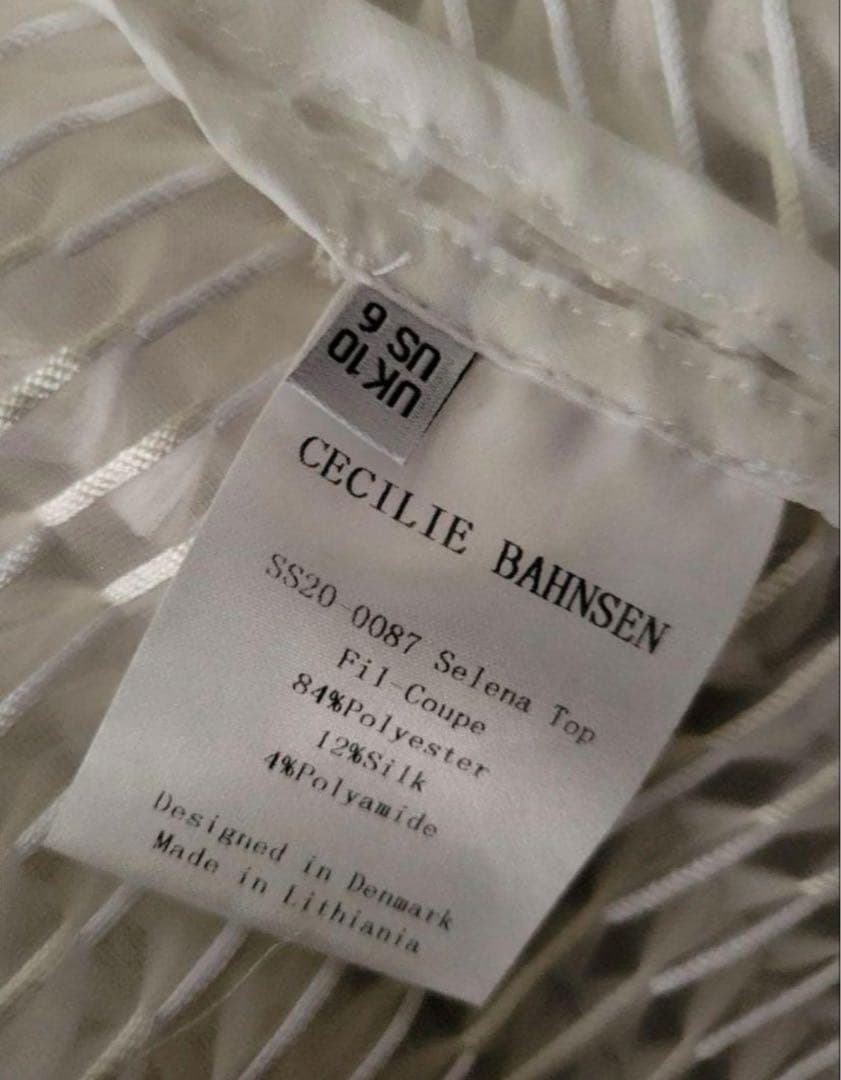 UK 10
US 6
CECILIE BAHNSEN
SS20-0087 Selena Top
Fil-Coupe
84%Polyester
12%Silk
4%Polyamide
Designed in Denmark
Made in Lithiania